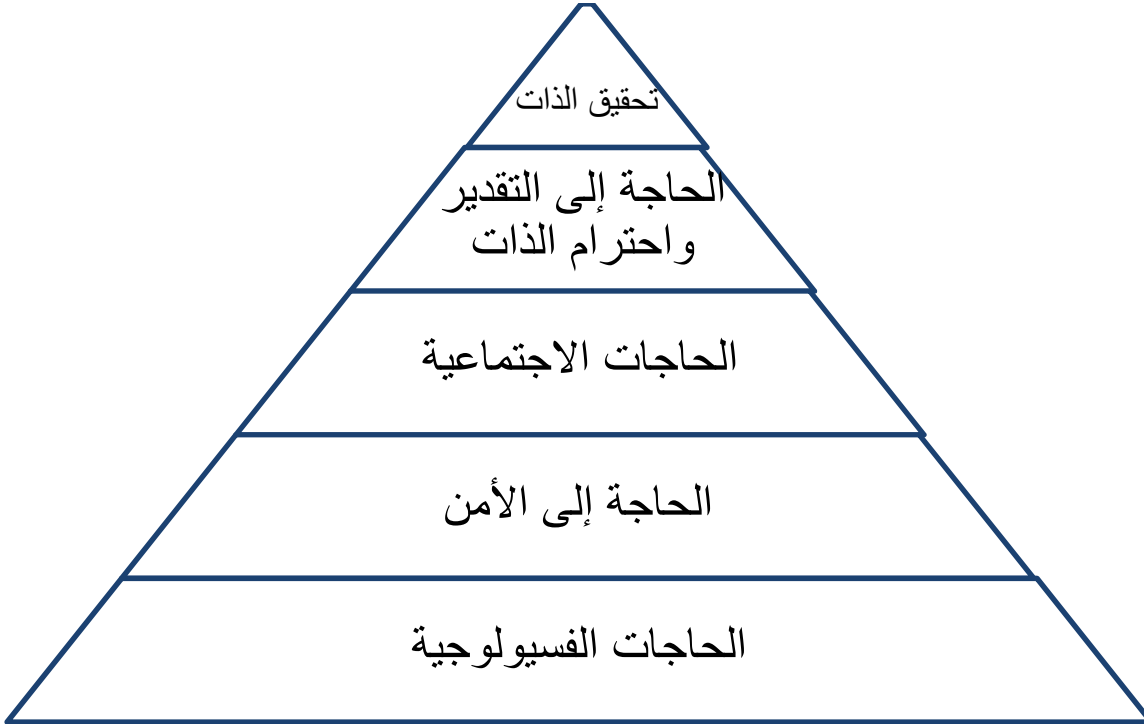 تحقيق الذات
الحاجة إلى التقدير
واحترام الذات
الحاجات الاجتماعية
الحاجة إلى الأمن
الحاجات الفسيولوجية